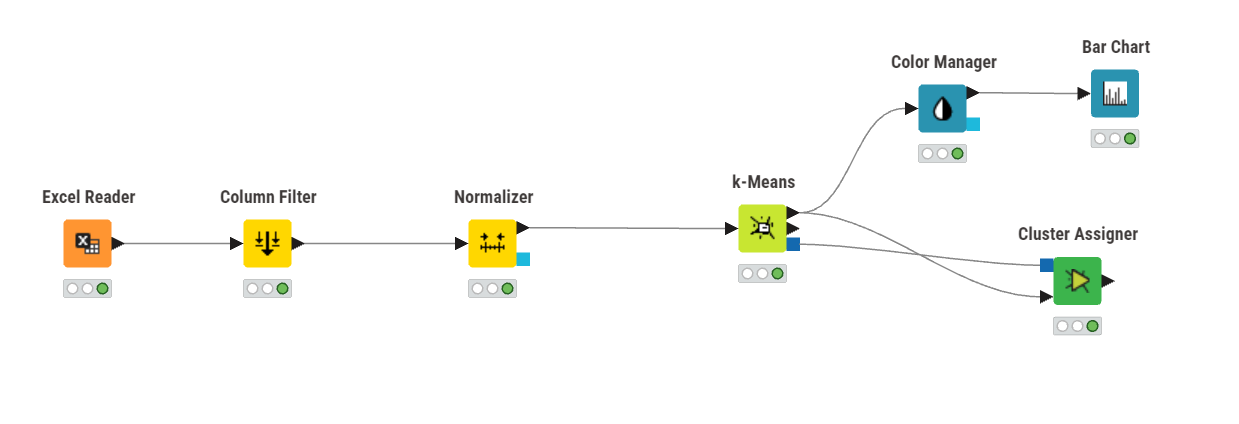 Bar Chart
Color Manager
k-Means
Excel Reader
Column Filter
Normalizer
Cluster Assigner